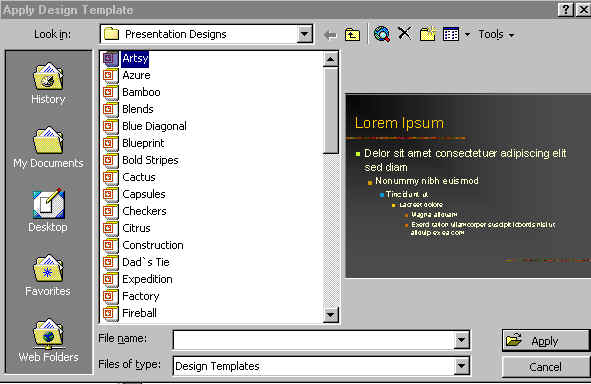 Apply Design Template
Look in:
Presentation Designs
Tools
History
My Documents
Desktop
Favorites
Web Folders
Artsy
Azure
Bamboo
Blends
Blue Diagonal
Blueprint
Bold Stripes
Cactus
Capsules
Checkers
Citrus
Construction
Dad`s Tie
Expedition
Factory
Fireball
Lorem Ipsum
Delor sit amet consectetuer adipiscing elit
sed diam
Nonummy nibh euismod
Tincidunt ut
Laoreet dolore
Magna aliquam
Exerci tation ullamcorper suscipit lobortis nisl ut
aliquip ex ea com
File name:
Apply
Files of type:
Design Templates
Cancel